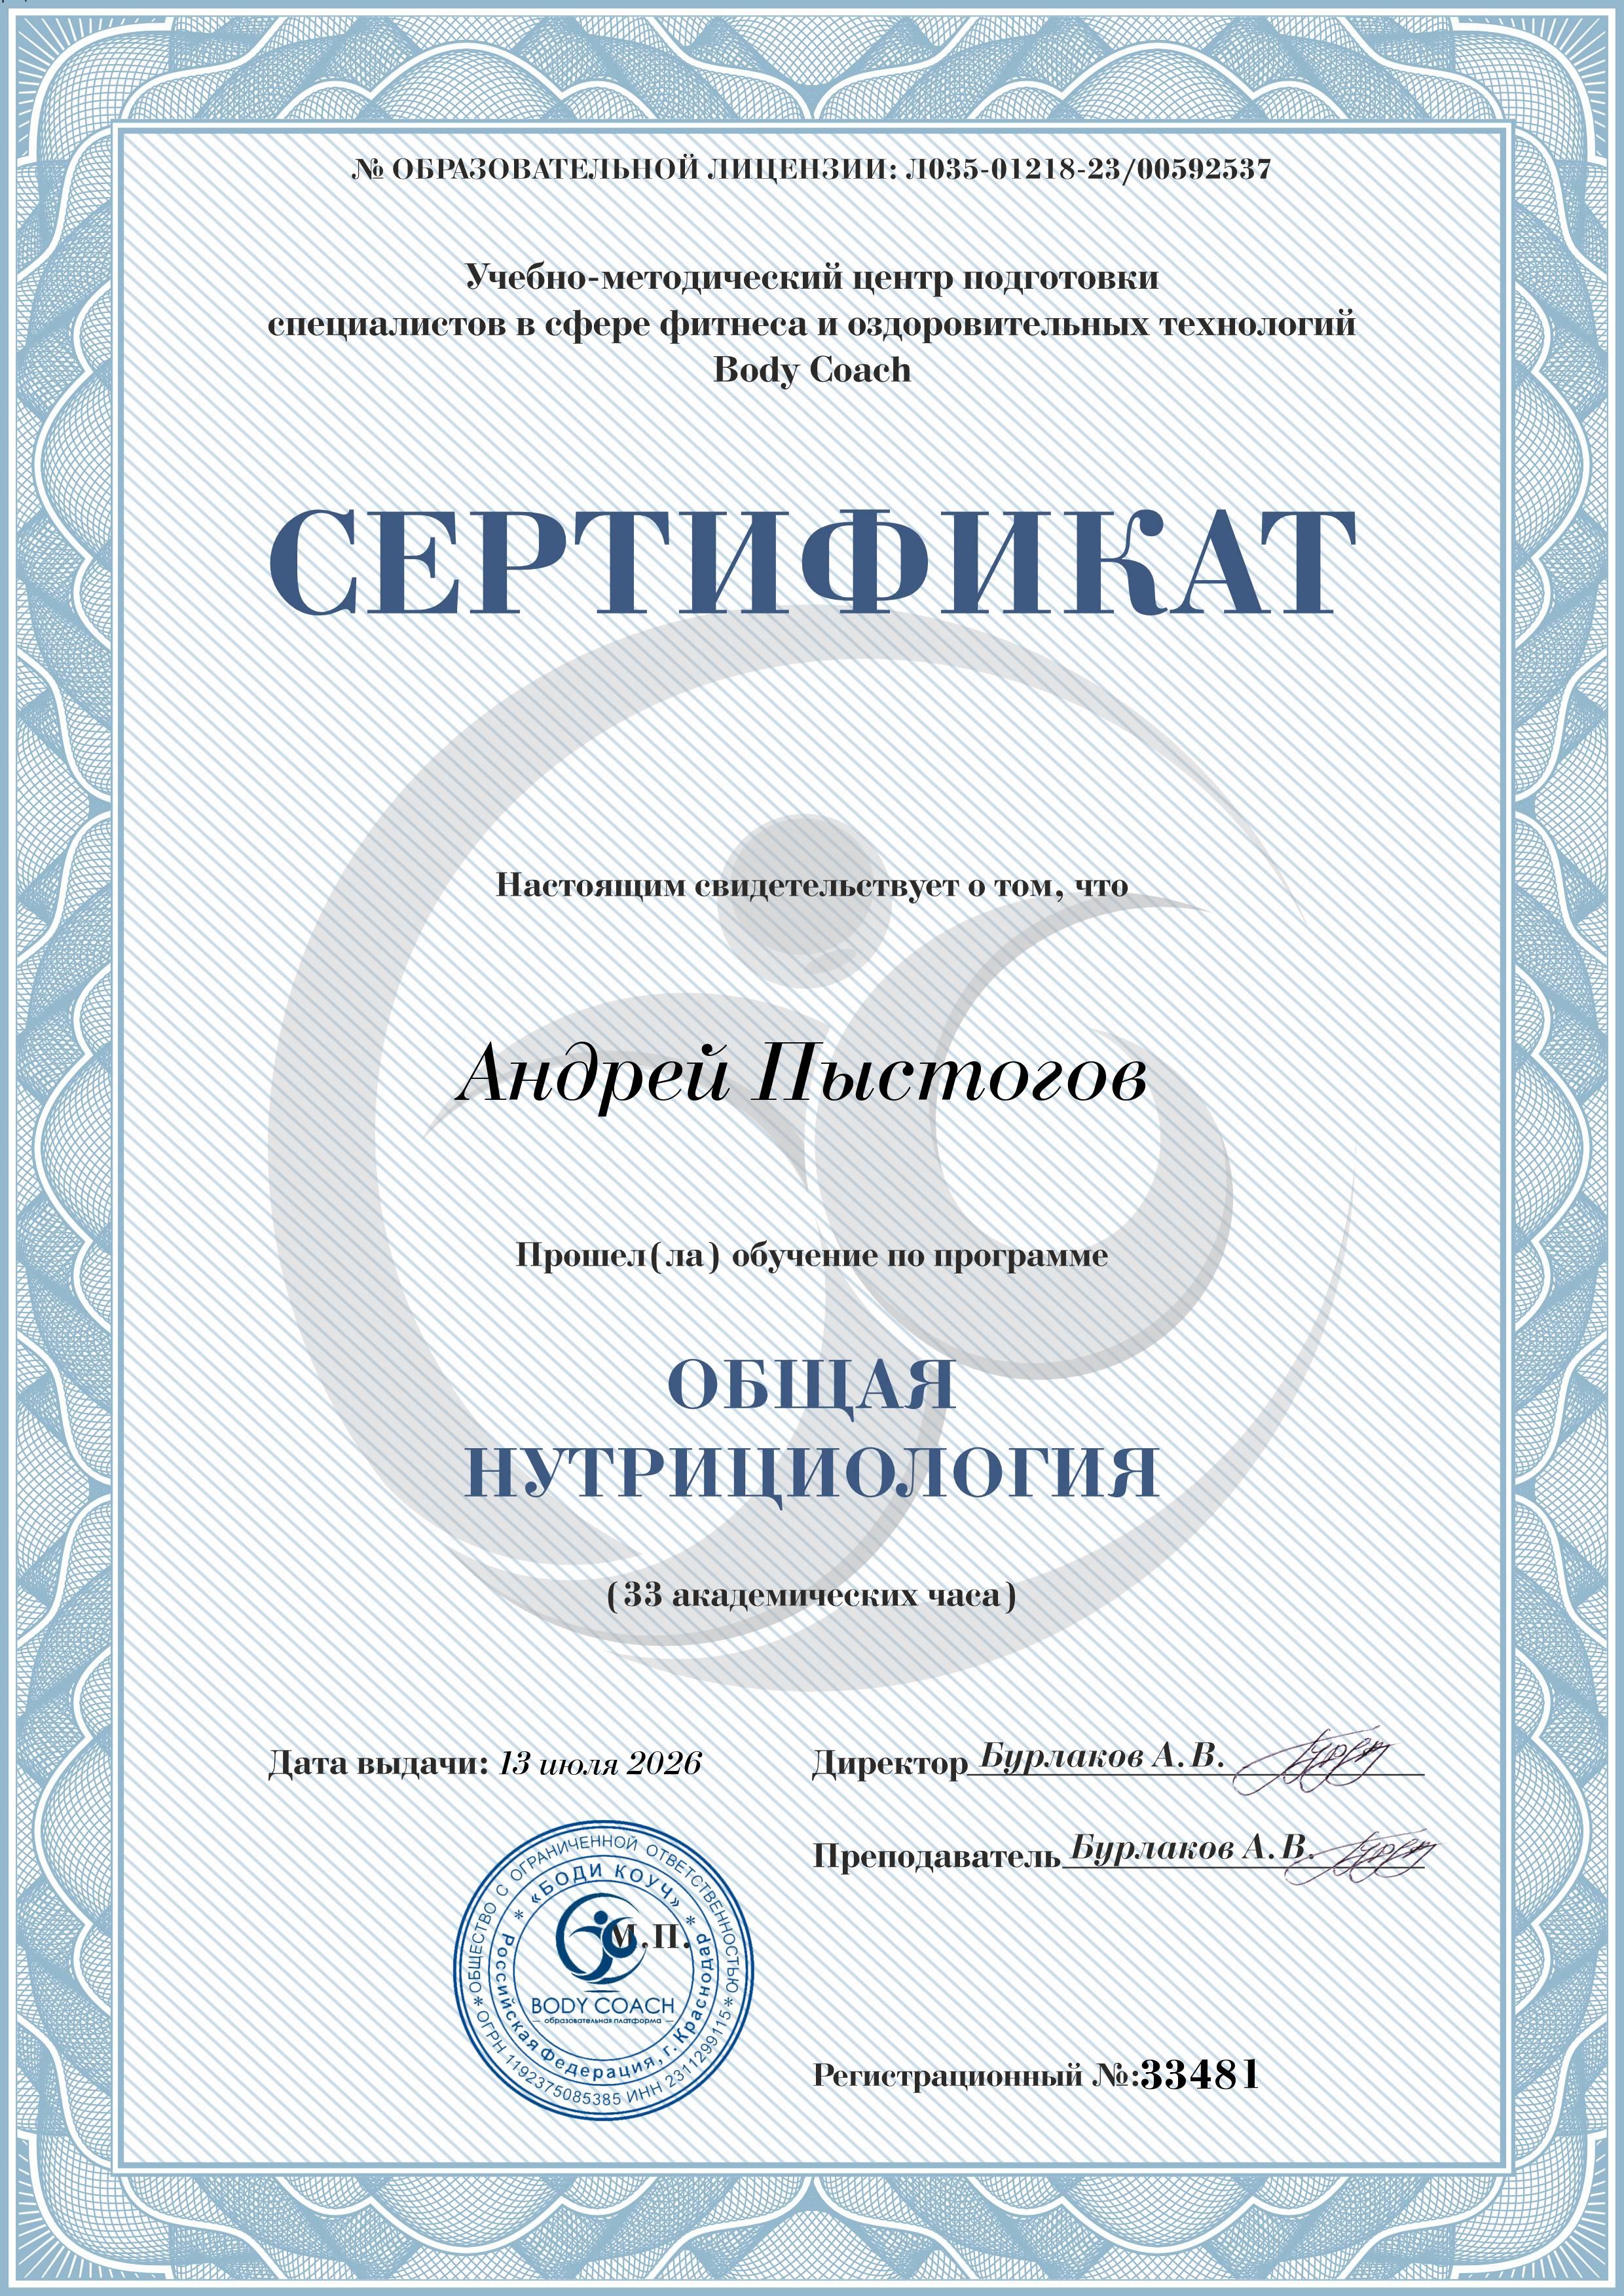 № ОБРАЗОВАТЕЛЬНОЙ ЛИЦЕНЗИИ: Л035-01218-23/00592537
Учебно-методический центр подготовки
специалистов в сфере фитнеса и оздоровительных технологий
Body Coach
СЕРТИФИКАТ
Настоящим свидетельствует о том, что
Андрей Пыстогов
Прошел(ла) обучение по программе
ОБЩАЯ
НУТРИЦИОЛОГИЯ
(33 академических часа)
Дата выдачи: 13 июля 2026
Директор Бурлаков А.В.
Преподаватель Бурлаков А.В.
ОБЩЕСТВО С ОГРАНИЧЕННОЙ ОТВЕТСТВЕННОСТЬЮ
* ОГРН 1192375085385 ИНН 2311299115 *
* «БОДИ КОУЧ» *
Российская Федерация, г. Краснодар
М.П.
BODY COACH
образовательная платформа
Регистрационный №:33481